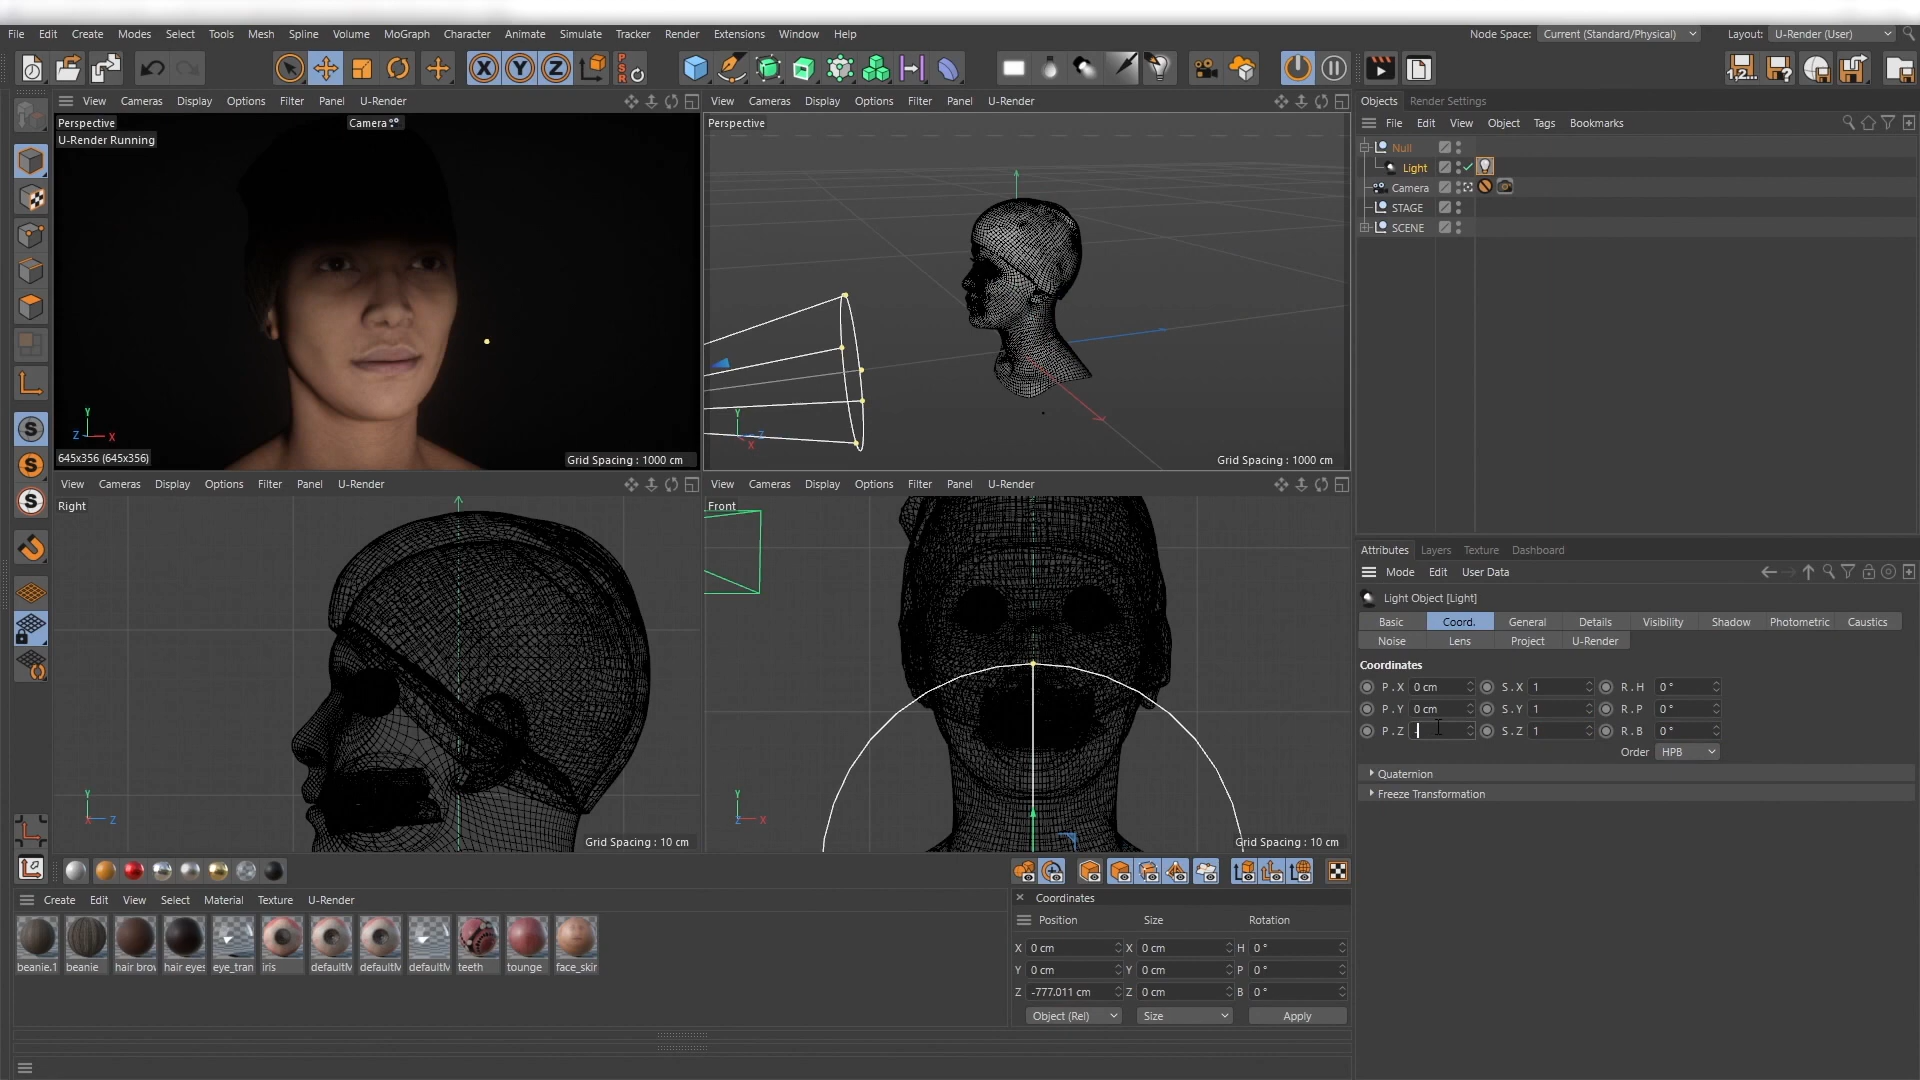 File Edit Create Modes Select Tools Mesh Spline Volume MoGraph Character Animate Simulate Tracker Render Extensions Window Help
Node Space: Current (Standard/Physical) Layout: U-Render (User)
P S R
1,2...
View Cameras Display Options Filter Panel U-Render
Perspective
Camera
U-Render Running
Y
Z X
645x356 (645x356)
Grid Spacing : 1000 cm
View Cameras Display Options Filter Panel U-Render
Perspective
Y
Z
X
Grid Spacing : 1000 cm
View Cameras Display Options Filter Panel U-Render
Right
Y
X Z
Grid Spacing : 10 cm
View Cameras Display Options Filter Panel U-Render
Front
Y
Z X
Grid Spacing : 10 cm
Objects Render Settings
File Edit View Object Tags Bookmarks
Null
Light
Camera
STAGE
SCENE
Attributes Layers Texture Dashboard
Mode Edit User Data
Light Object [Light]
Basic Coord. General Details Visibility Shadow Photometric Caustics
Noise Lens Project U-Render
Coordinates
P . X 0 cm S . X 1 R . H 0 °
P . Y 0 cm S . Y 1 R . P 0 °
P . Z - S . Z 1 R . B 0 °
Order HPB
Quaternion
Freeze Transformation
Create Edit View Select Material Texture U-Render
beanie.1 beanie hair brov hair eyes eye_tran iris defaultM defaultM defaultM teeth tounge face_skir
Coordinates
Position Size Rotation
X 0 cm X 0 cm H 0 °
Y 0 cm Y 0 cm P 0 °
Z -777.011 cm Z 0 cm B 0 °
Object (Rel) Size Apply